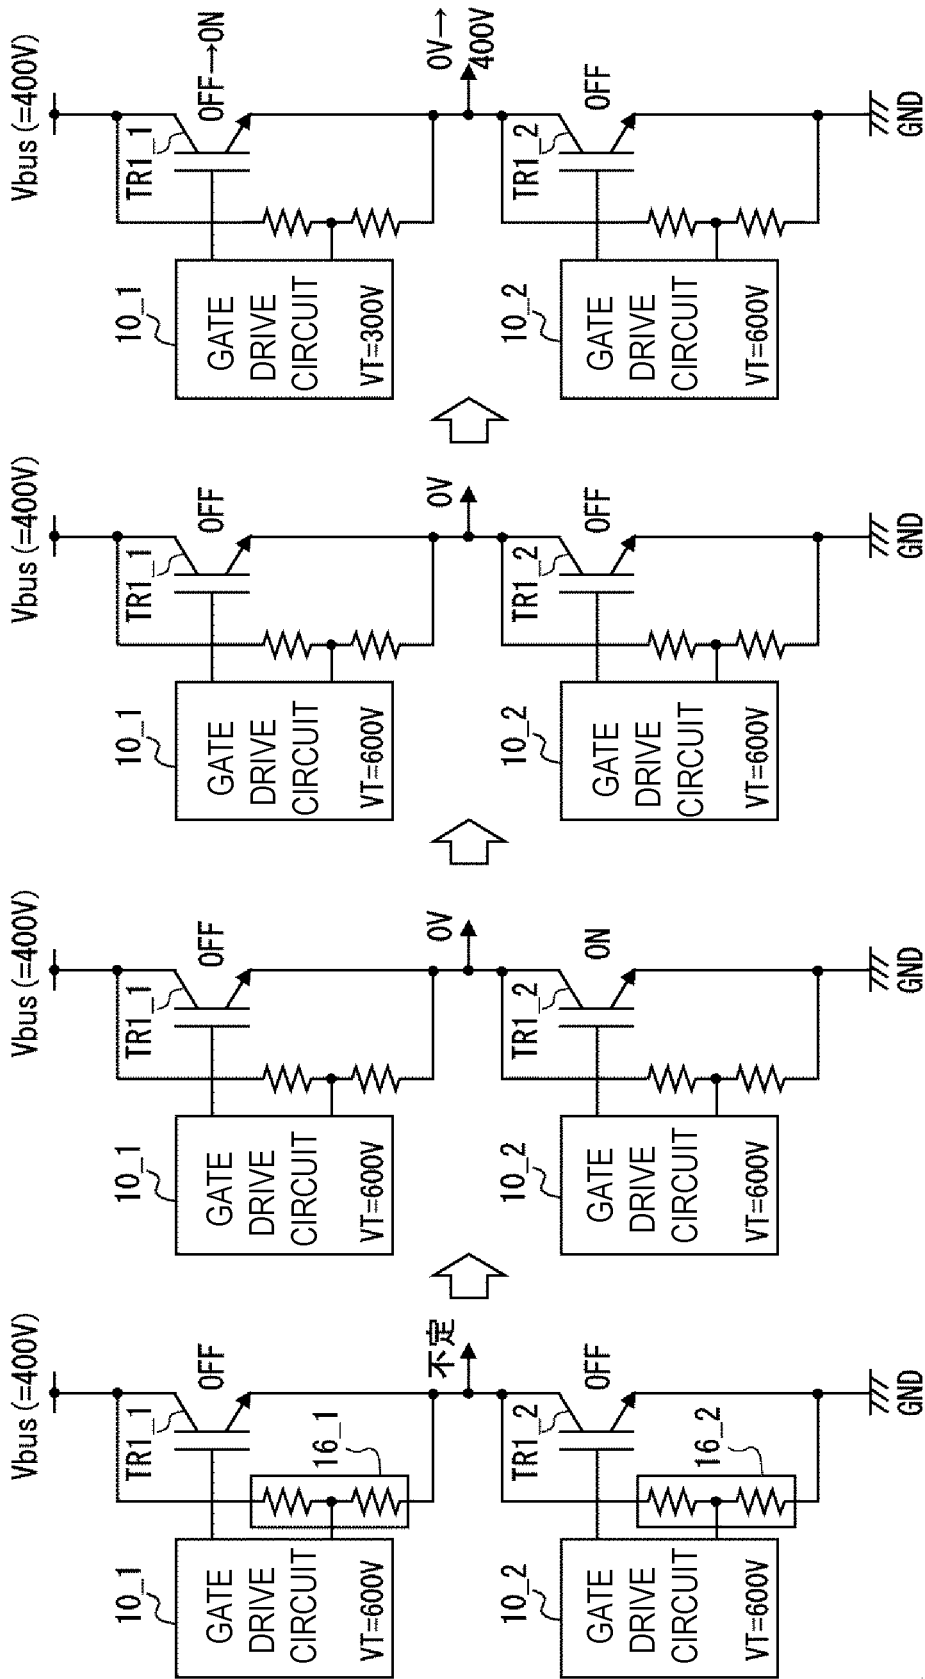 Vbus (=400V)
TR1_1
OFF
16_1
10_1
GATE
DRIVE
CIRCUIT
VT=600V
不定
TR1_2
OFF
16_2
10_2
GATE
DRIVE
CIRCUIT
VT=600V
GND
Vbus (=400V)
TR1_1
OFF
10_1
GATE
DRIVE
CIRCUIT
VT=600V
0V
TR1_2
ON
10_2
GATE
DRIVE
CIRCUIT
VT=600V
GND
Vbus (=400V)
TR1_1
OFF
10_1
GATE
DRIVE
CIRCUIT
VT=600V
0V
TR1_2
OFF
10_2
GATE
DRIVE
CIRCUIT
VT=600V
GND
Vbus (=400V)
TR1_1
OFF→ON
10_1
GATE
DRIVE
CIRCUIT
VT=300V
0V→
400V
TR1_2
OFF
10_2
GATE
DRIVE
CIRCUIT
VT=600V
GND